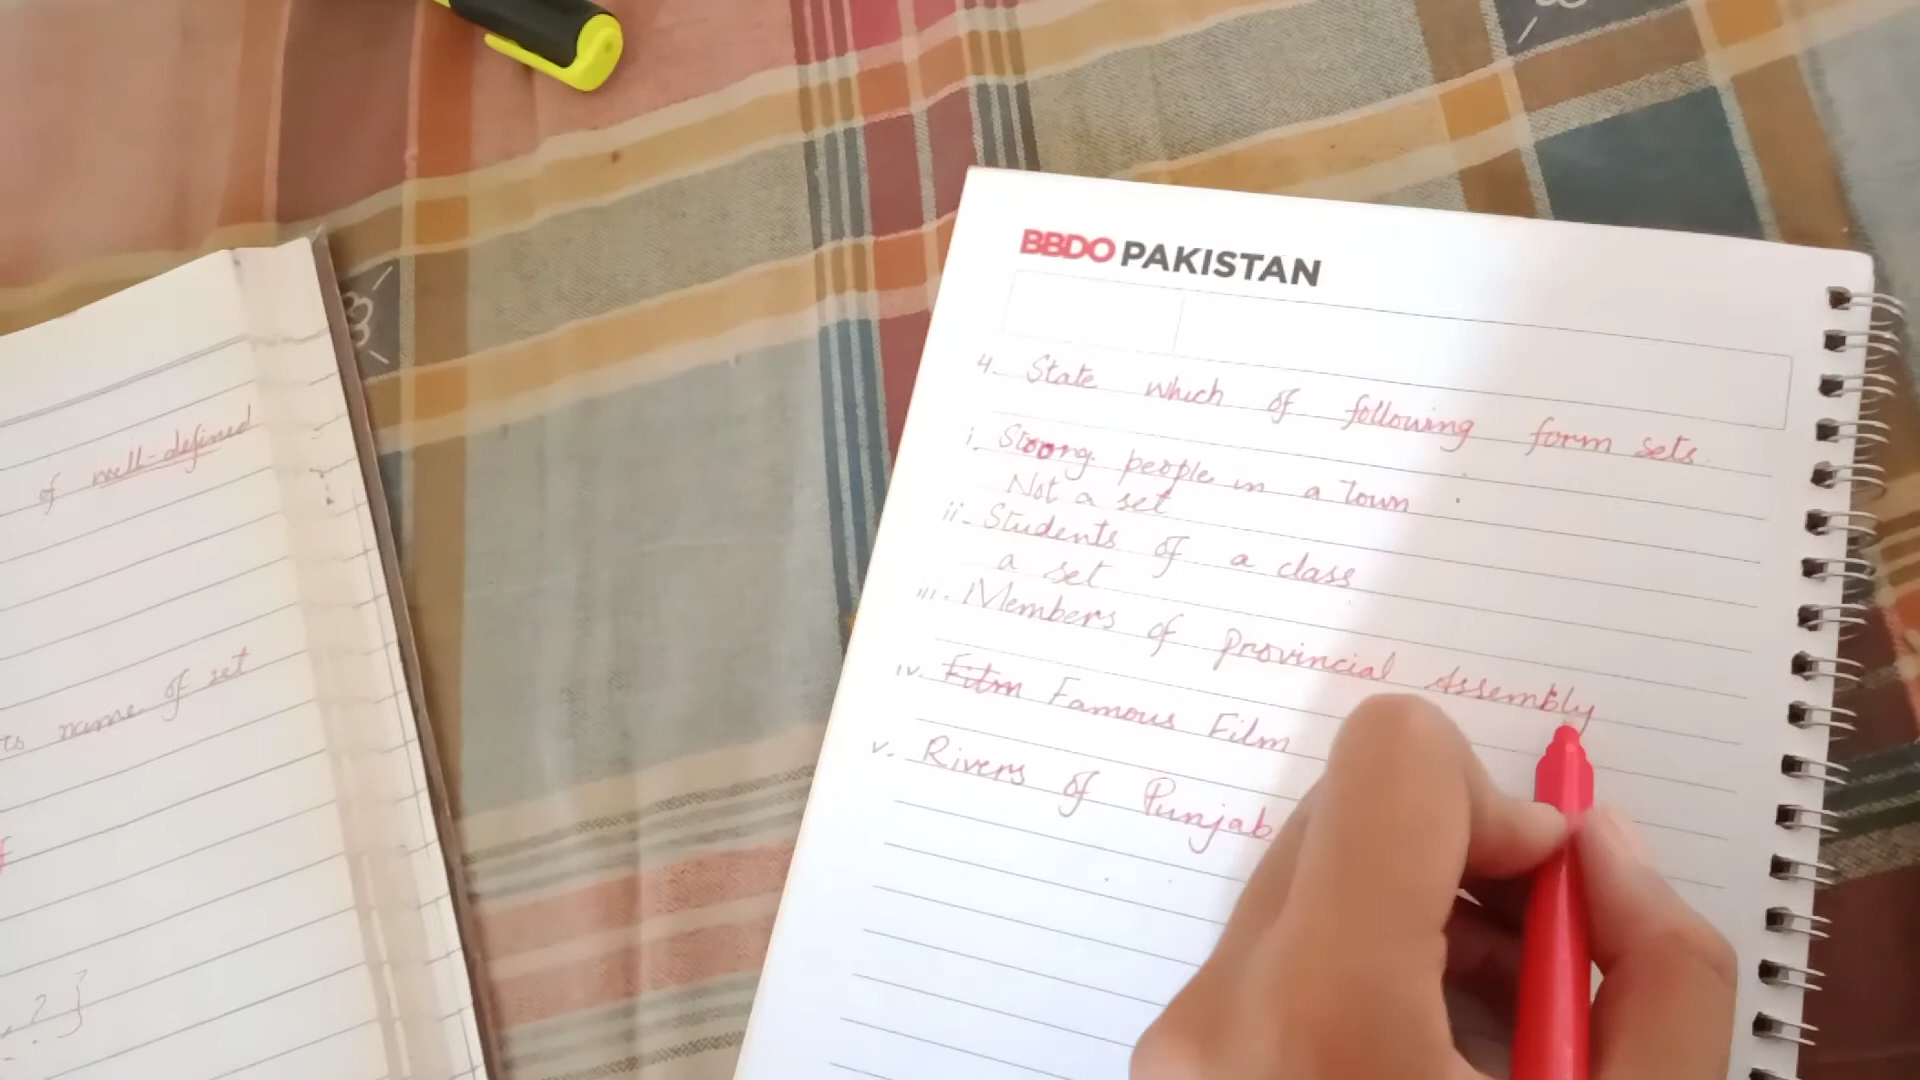 of well-defined
name of set
, ? }
BBDO PAKISTAN
4. State which of following form sets.
i. Strong people in a Town
Not a set
ii. Students of a class
a set
iii. Members of Provincial Assembly
iv. Film Famous Film
v. Rivers of Punjab